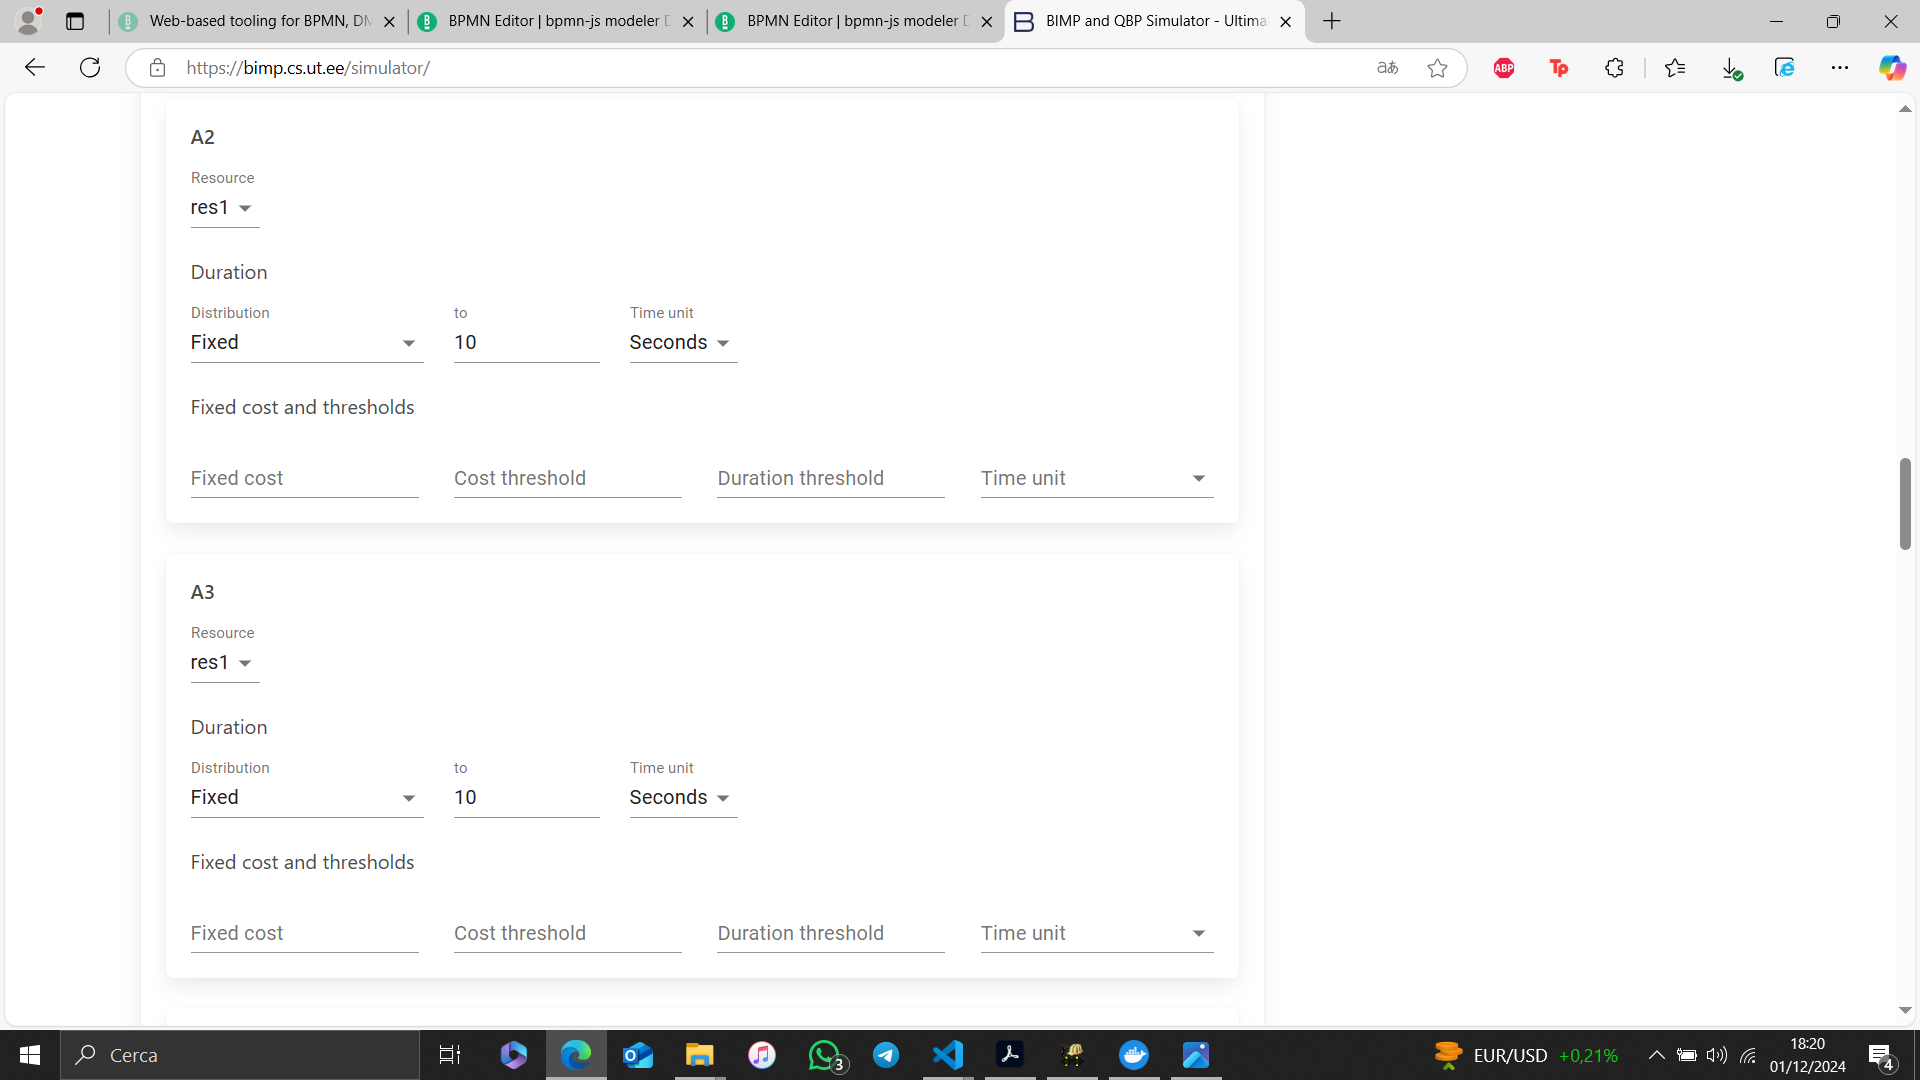 Web-based tooling for BPMN, DM
BPMN Editor | bpmn-js modeler D
BPMN Editor | bpmn-js modeler D
BIMP and QBP Simulator - Ultima
https://bimp.cs.ut.ee/simulator/
aあ
ABP
Tp
A2
Resource
res1
Duration
Distribution
to
Time unit
Fixed
10
Seconds
Fixed cost and thresholds
Fixed cost
Cost threshold
Duration threshold
Time unit
A3
Resource
res1
Duration
Distribution
to
Time unit
Fixed
10
Seconds
Fixed cost and thresholds
Fixed cost
Cost threshold
Duration threshold
Time unit
Cerca
3
EUR/USD +0,21%
18:20
01/12/2024
4